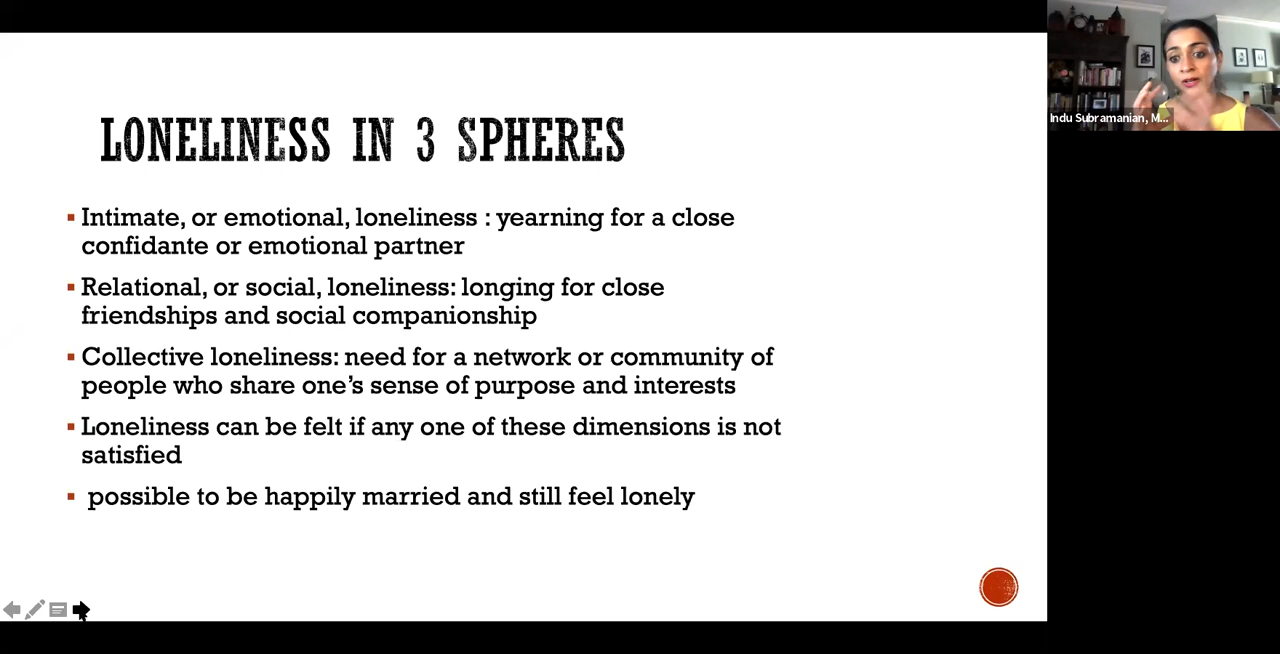 LONELINESS IN 3 SPHERES
Intimate, or emotional, loneliness : yearning for a close
confidante or emotional partner
Relational, or social, loneliness: longing for close
friendships and social companionship
Collective loneliness: need for a network or community of
people who share one’s sense of purpose and interests
Loneliness can be felt if any one of these dimensions is not
satisfied
possible to be happily married and still feel lonely
Indu Subramanian, M...